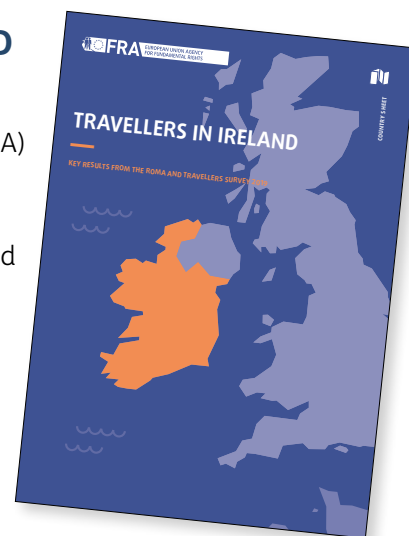 D
A)
d
FRA
EUROPEAN UNION AGENCY
FOR FUNDAMENTAL RIGHTS
COUNTRY SHEET
TRAVELLERS IN IRELAND
KEY RESULTS FROM THE ROMA AND TRAVELLERS SURVEY